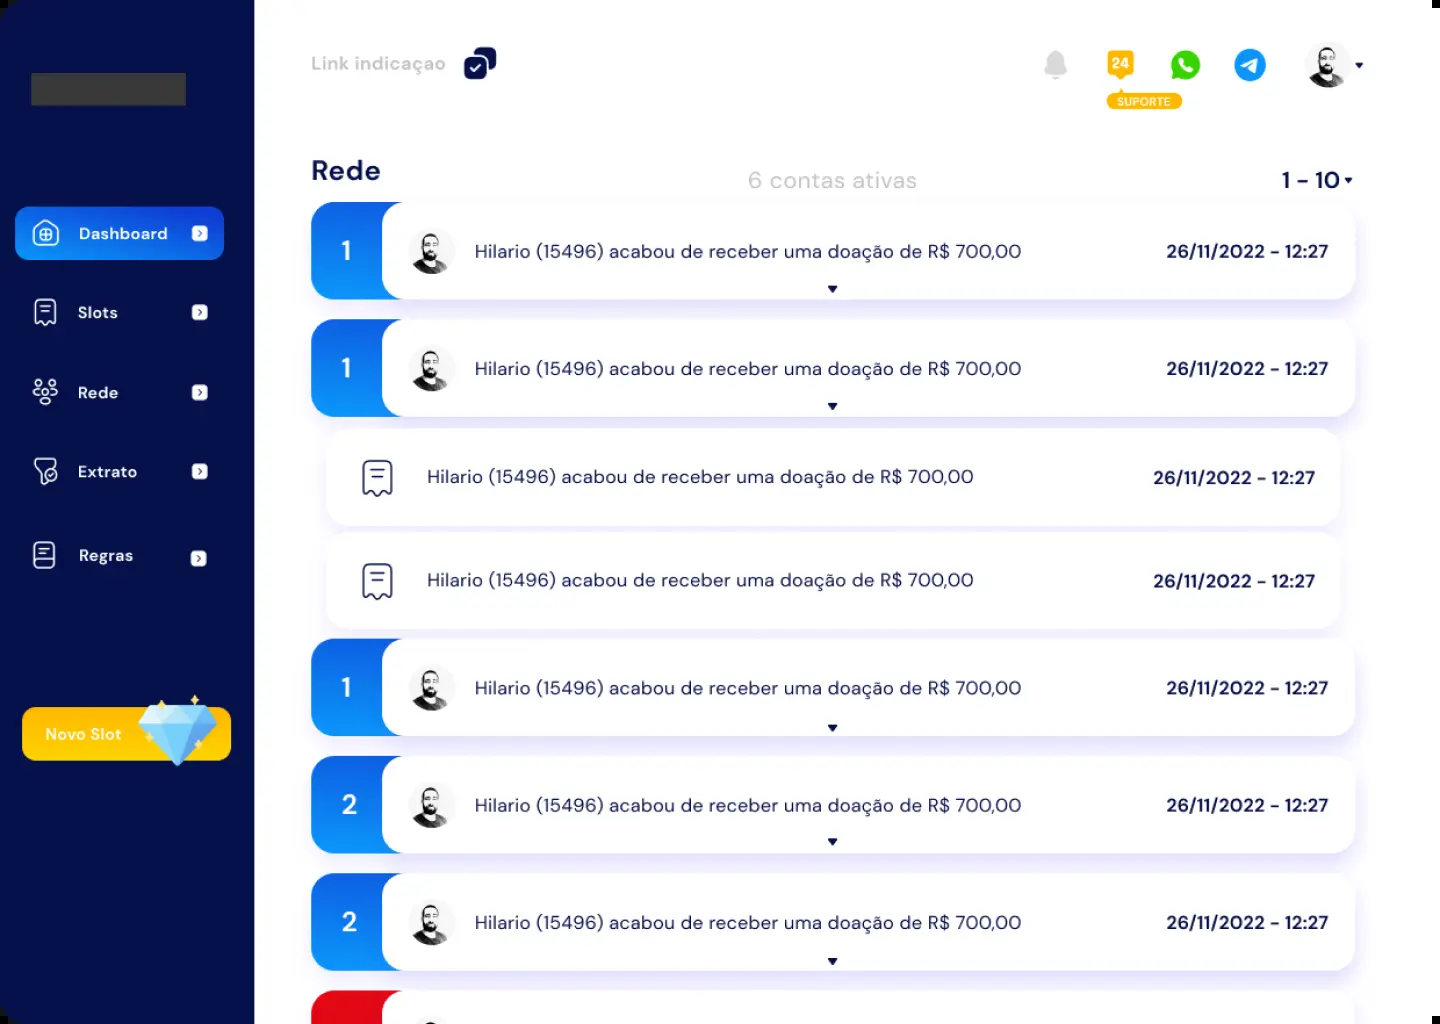 Link indicaçao
24
SUPORTE
Dashboard
Slots
Rede
Extrato
Regras
Novo Slot
Rede
6 contas ativas
1 - 10
1 Hilario (15496) acabou de receber uma doação de R$ 700,00 26/11/2022 - 12:27
1 Hilario (15496) acabou de receber uma doação de R$ 700,00 26/11/2022 - 12:27
Hilario (15496) acabou de receber uma doação de R$ 700,00 26/11/2022 - 12:27
Hilario (15496) acabou de receber uma doação de R$ 700,00 26/11/2022 - 12:27
1 Hilario (15496) acabou de receber uma doação de R$ 700,00 26/11/2022 - 12:27
2 Hilario (15496) acabou de receber uma doação de R$ 700,00 26/11/2022 - 12:27
2 Hilario (15496) acabou de receber uma doação de R$ 700,00 26/11/2022 - 12:27